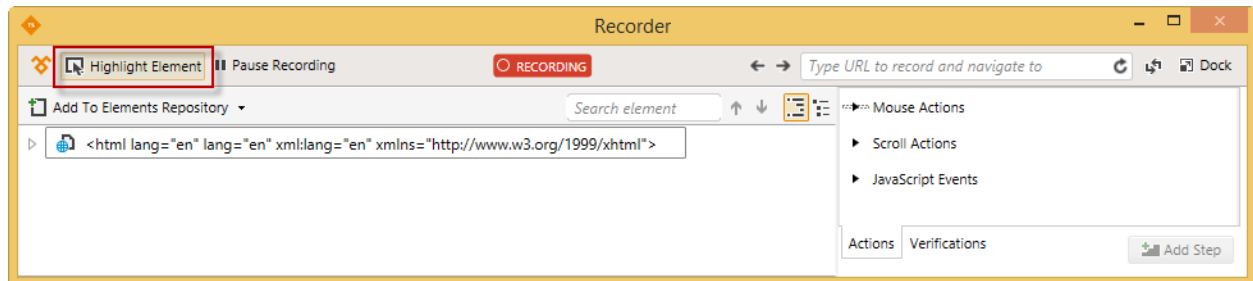 Recorder
Highlight Element Pause Recording RECORDING Type URL to record and navigate to Dock
Add To Elements Repository Search element
<html lang="en" lang="en" xml:lang="en" xmlns="http://www.w3.org/1999/xhtml">
Mouse Actions
Scroll Actions
JavaScript Events
Actions Verifications
Add Step